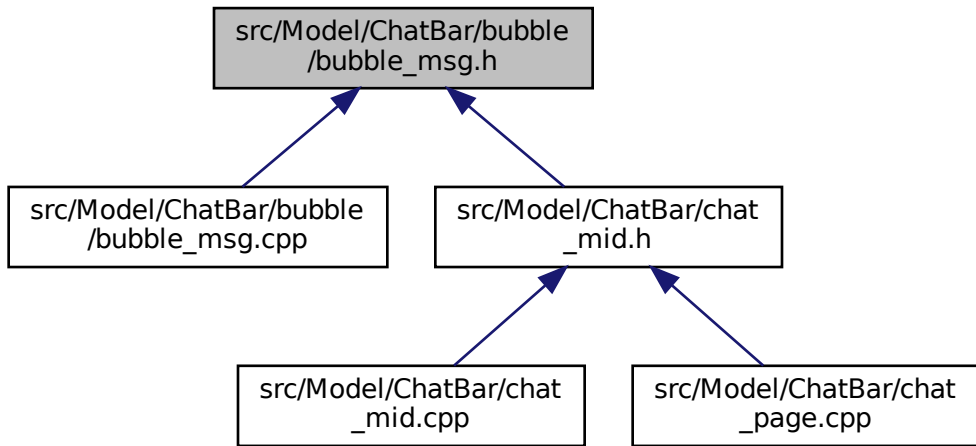 src/Model/ChatBar/bubble
/bubble_msg.h
src/Model/ChatBar/bubble
/bubble_msg.cpp
src/Model/ChatBar/chat
_mid.h
src/Model/ChatBar/chat
_mid.cpp
src/Model/ChatBar/chat
_page.cpp